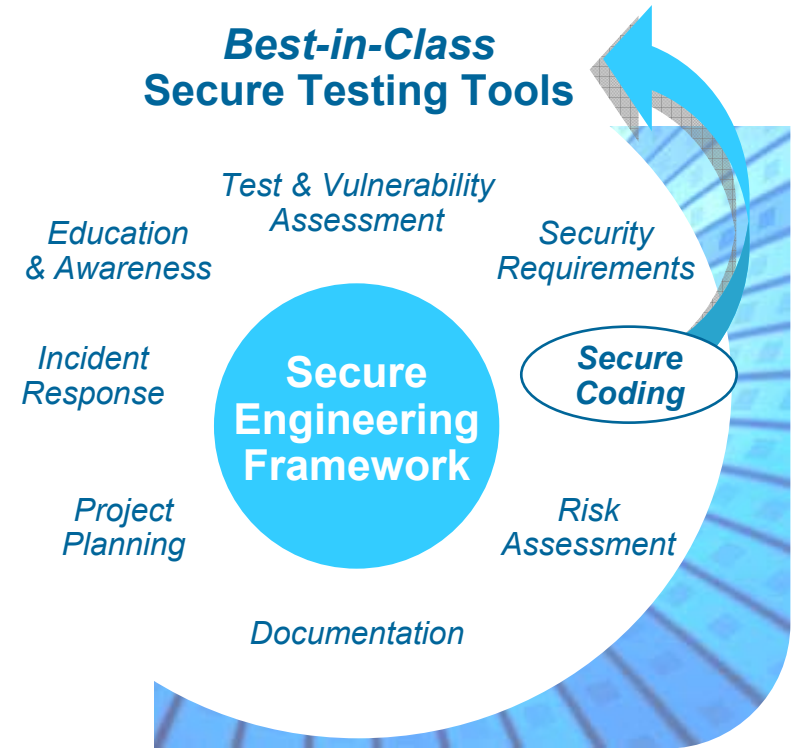 Best-in-Class
Secure Testing Tools
Test & Vulnerability
Assessment
Education
& Awareness
Security
Requirements
Incident
Response
Secure
Engineering
Framework
Secure
Coding
Project
Planning
Risk
Assessment
Documentation